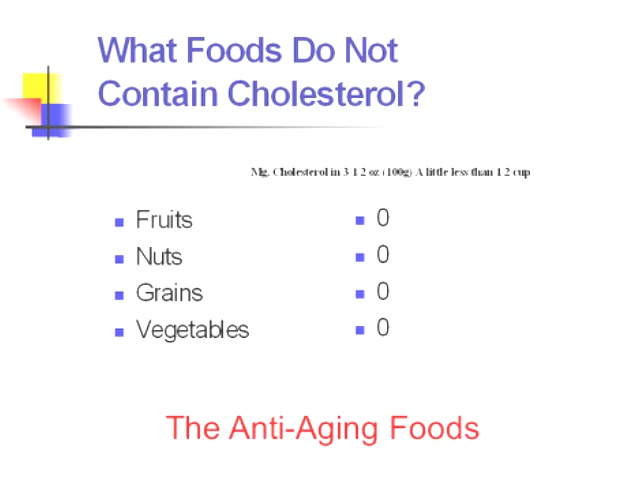 What Foods Do Not
Contain Cholesterol?
Mg. Cholesterol in 3 1 2 oz (100g) A little less than 1 2 cup
Fruits
0
Nuts
0
Grains
0
Vegetables
0
The Anti-Aging Foods